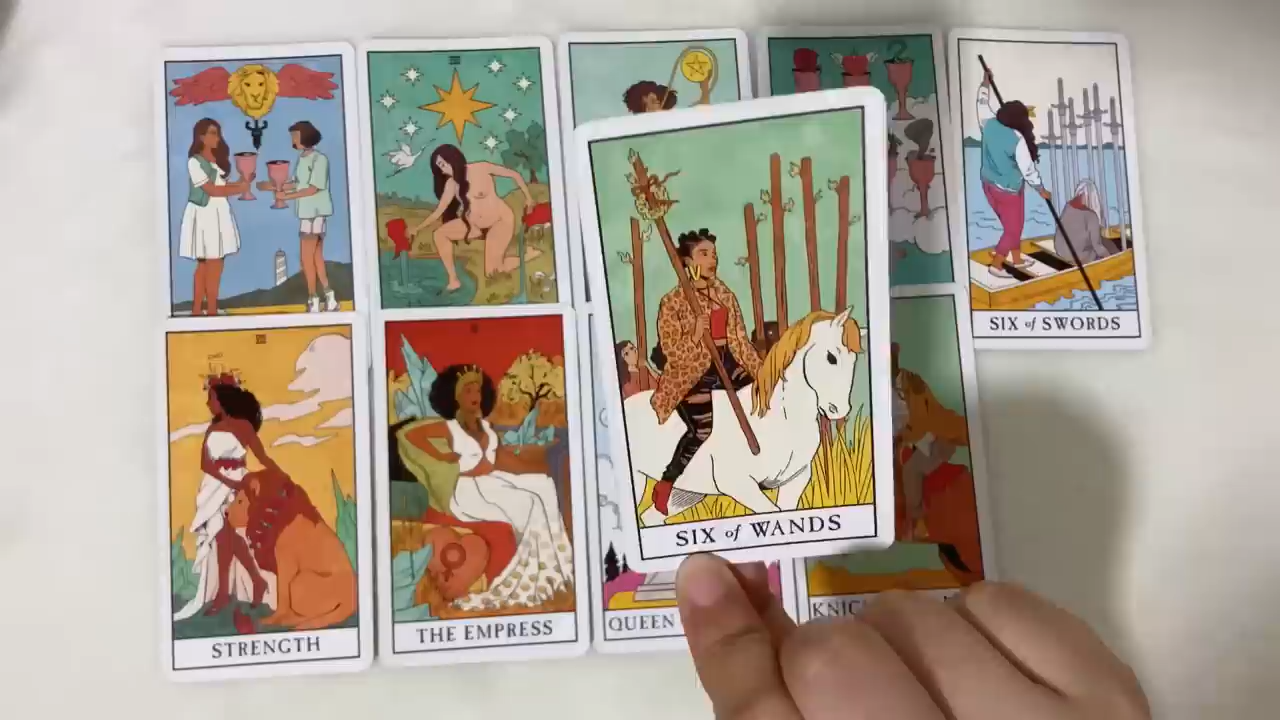 SIX of SWORDS
SIX of WANDS
STRENGTH
THE EMPRESS
QUEEN